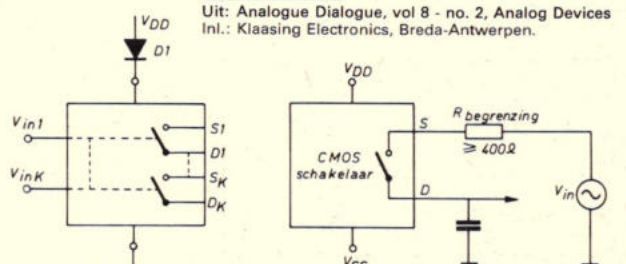 Uit: Analogue Dialogue, vol 8 - no. 2, Analog Devices
Inl.: Klaasing Electronics, Breda-Antwerpen.
VDD
D1
Vin1
VinK
S1
D1
SK
DK
VDD
CMOS
schakelaar
S
D
R begrenzing
≥ 400Ω
Vin